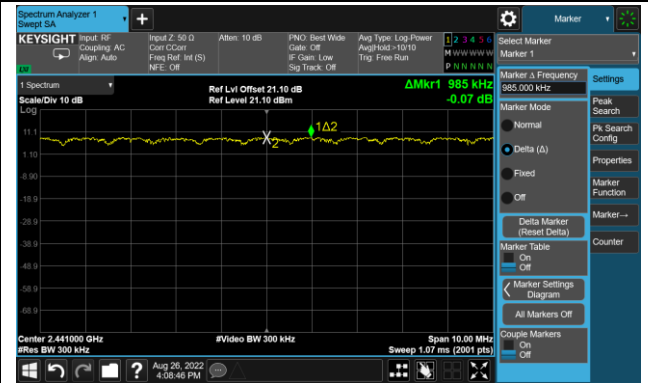 Spectrum Analyzer 1
Swept SA
Marker
KEYSIGHT
Input: RF
Coupling: AC
Align: Auto
Input Z: 50 Ω
Corr CCorr
Freq Ref: Int (S)
NFE: Off
Atten: 10 dB
PNO: Best Wide
Gate: Off
IF Gain: Low
Sig Track: Off
Avg Type: Log-Power
Avg|Hold:>10/10
Trig: Free Run
1 2 3 4 5 6
M W W W W W
P N N N N N
Select Marker
Marker 1
1 Spectrum
Scale/Div 10 dB
Log
Ref Lvl Offset 21.10 dB
Ref Level 21.10 dBm
ΔMkr1 985 kHz
-0.07 dB
11.1
1.10
-8.90
-18.9
-28.9
-38.9
-48.9
-58.9
-68.9
1Δ2
X2
Center 2.441000 GHz
#Res BW 300 kHz
#Video BW 300 kHz
Span 10.00 MHz
Sweep 1.07 ms (2001 pts)
Marker Δ Frequency
985.000 kHz
Marker Mode
Normal
Delta (Δ)
Fixed
Off
Delta Marker
(Reset Delta)
Marker Table
On
Off
Marker Settings
Diagram
All Markers Off
Couple Markers
On
Off
Settings
Peak
Search
Pk Search
Config
Properties
Marker
Function
Marker→
Counter
Aug 26, 2022
4:08:46 PM